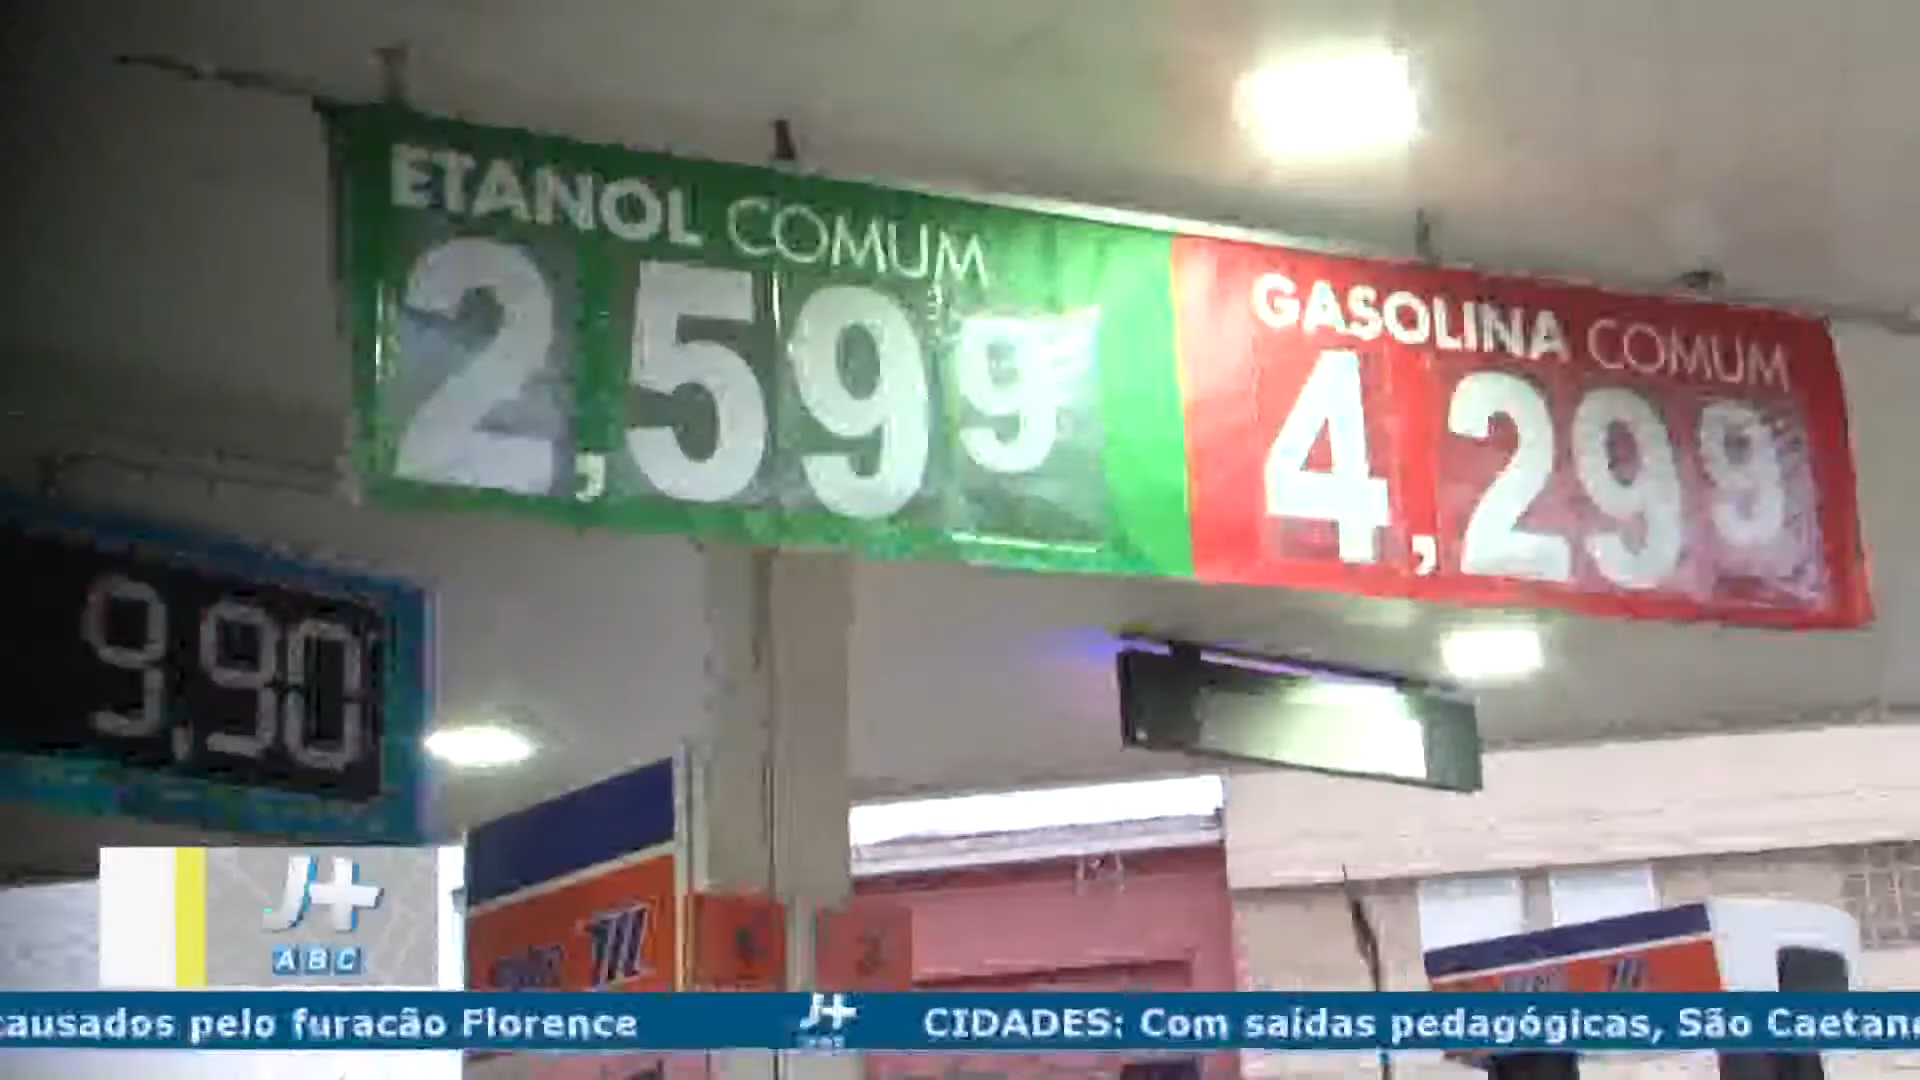 ETANOL COMUM
2,599
GASOLINA COMUM
4,299
9,90
J+
ABC
causados pelo furacão Florence
J+
CIDADES: Com saídas pedagógicas, São Caetano